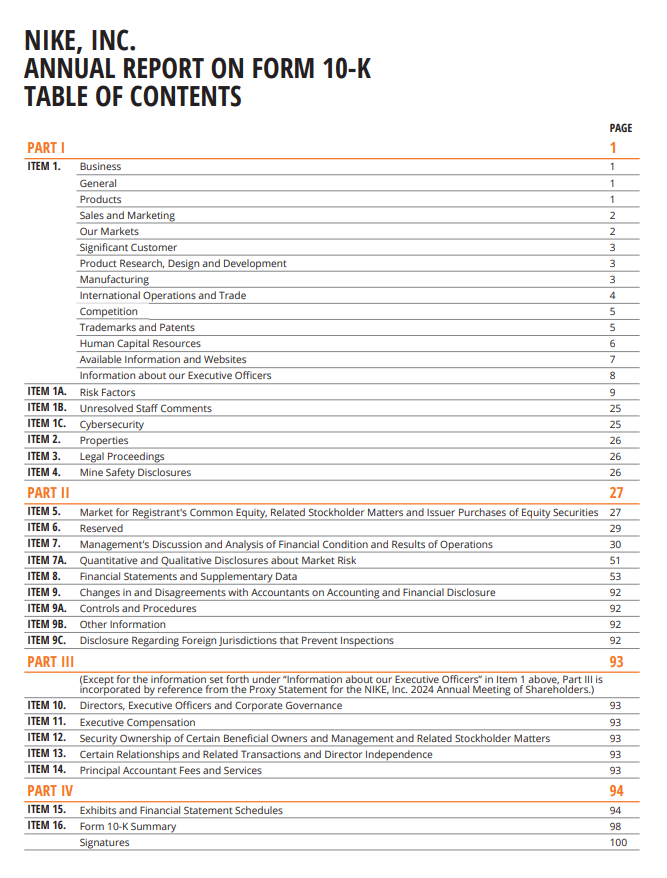 NIKE, INC.
ANNUAL REPORT ON FORM 10-K
TABLE OF CONTENTS
PAGE
PART I 1
ITEM 1. Business 1
General 1
Products 1
Sales and Marketing 2
Our Markets 2
Significant Customer 3
Product Research, Design and Development 3
Manufacturing 3
International Operations and Trade 4
Competition 5
Trademarks and Patents 5
Human Capital Resources 6
Available Information and Websites 7
Information about our Executive Officers 8
ITEM 1A. Risk Factors 9
ITEM 1B. Unresolved Staff Comments 25
ITEM 1C. Cybersecurity 25
ITEM 2. Properties 26
ITEM 3. Legal Proceedings 26
ITEM 4. Mine Safety Disclosures 26
PART II 27
ITEM 5. Market for Registrant's Common Equity, Related Stockholder Matters and Issuer Purchases of Equity Securities 27
ITEM 6. Reserved 29
ITEM 7. Management's Discussion and Analysis of Financial Condition and Results of Operations 30
ITEM 7A. Quantitative and Qualitative Disclosures about Market Risk 51
ITEM 8. Financial Statements and Supplementary Data 53
ITEM 9. Changes in and Disagreements with Accountants on Accounting and Financial Disclosure 92
ITEM 9A. Controls and Procedures 92
ITEM 9B. Other Information 92
ITEM 9C. Disclosure Regarding Foreign Jurisdictions that Prevent Inspections 92
PART III 93
(Except for the information set forth under "Information about our Executive Officers" in Item 1 above, Part III is
incorporated by reference from the Proxy Statement for the NIKE, Inc. 2024 Annual Meeting of Shareholders.)
ITEM 10. Directors, Executive Officers and Corporate Governance 93
ITEM 11. Executive Compensation 93
ITEM 12. Security Ownership of Certain Beneficial Owners and Management and Related Stockholder Matters 93
ITEM 13. Certain Relationships and Related Transactions and Director Independence 93
ITEM 14. Principal Accountant Fees and Services 93
PART IV 94
ITEM 15. Exhibits and Financial Statement Schedules 94
ITEM 16. Form 10-K Summary 98
Signatures 100